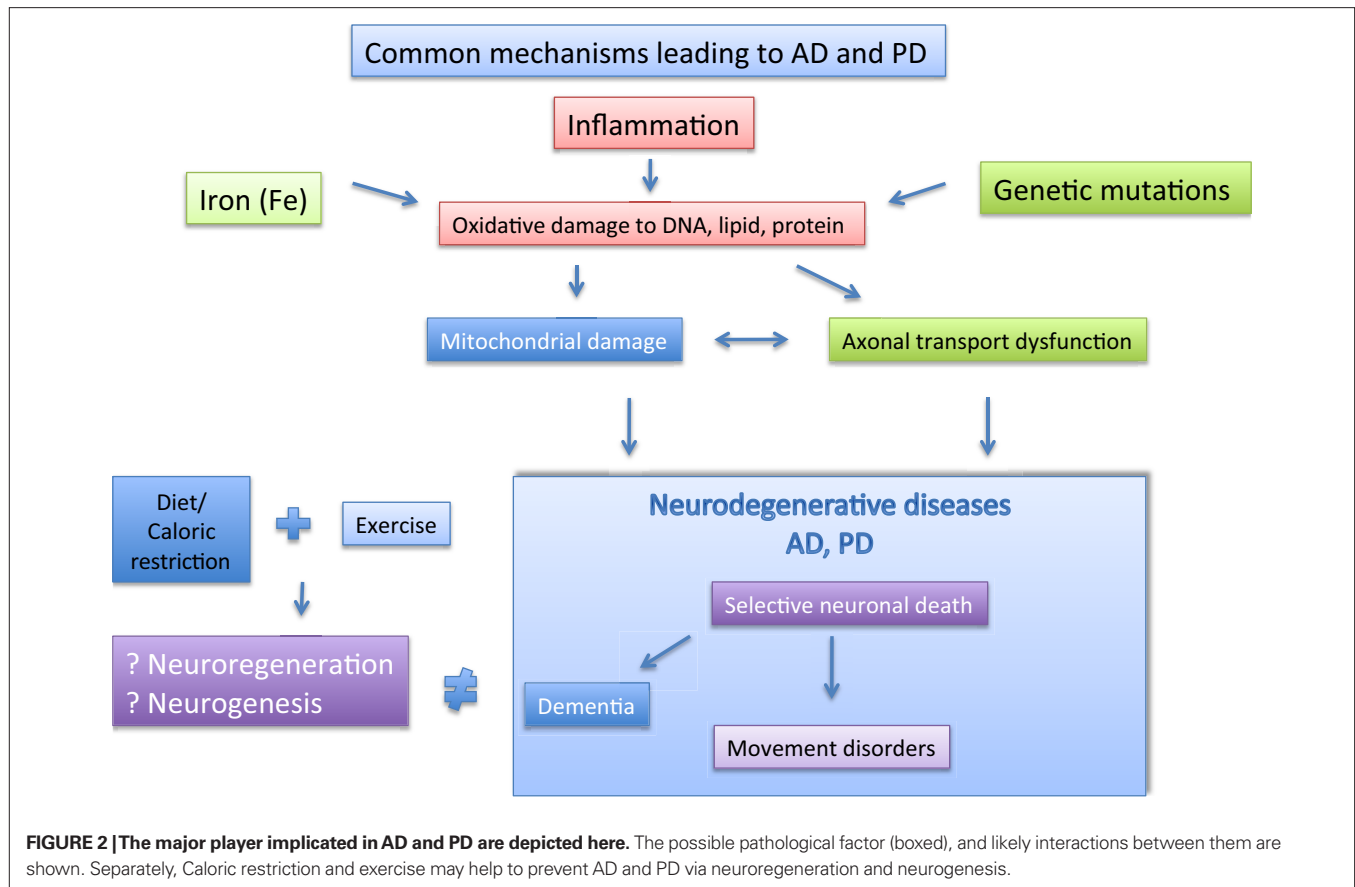 Common mechanisms leading to AD and PD
Inflammation
Iron (Fe)
Genetic mutations
Oxidative damage to DNA, lipid, protein
Mitochondrial damage
Axonal transport dysfunction
Diet/
Caloric
restriction
Exercise
? Neuroregeneration
? Neurogenesis
Neurodegenerative diseases
AD, PD
Selective neuronal death
Dementia
Movement disorders
FIGURE 2 | The major player implicated in AD and PD are depicted here. The possible pathological factor (boxed), and likely interactions between them are
shown. Separately, Caloric restriction and exercise may help to prevent AD and PD via neuroregeneration and neurogenesis.